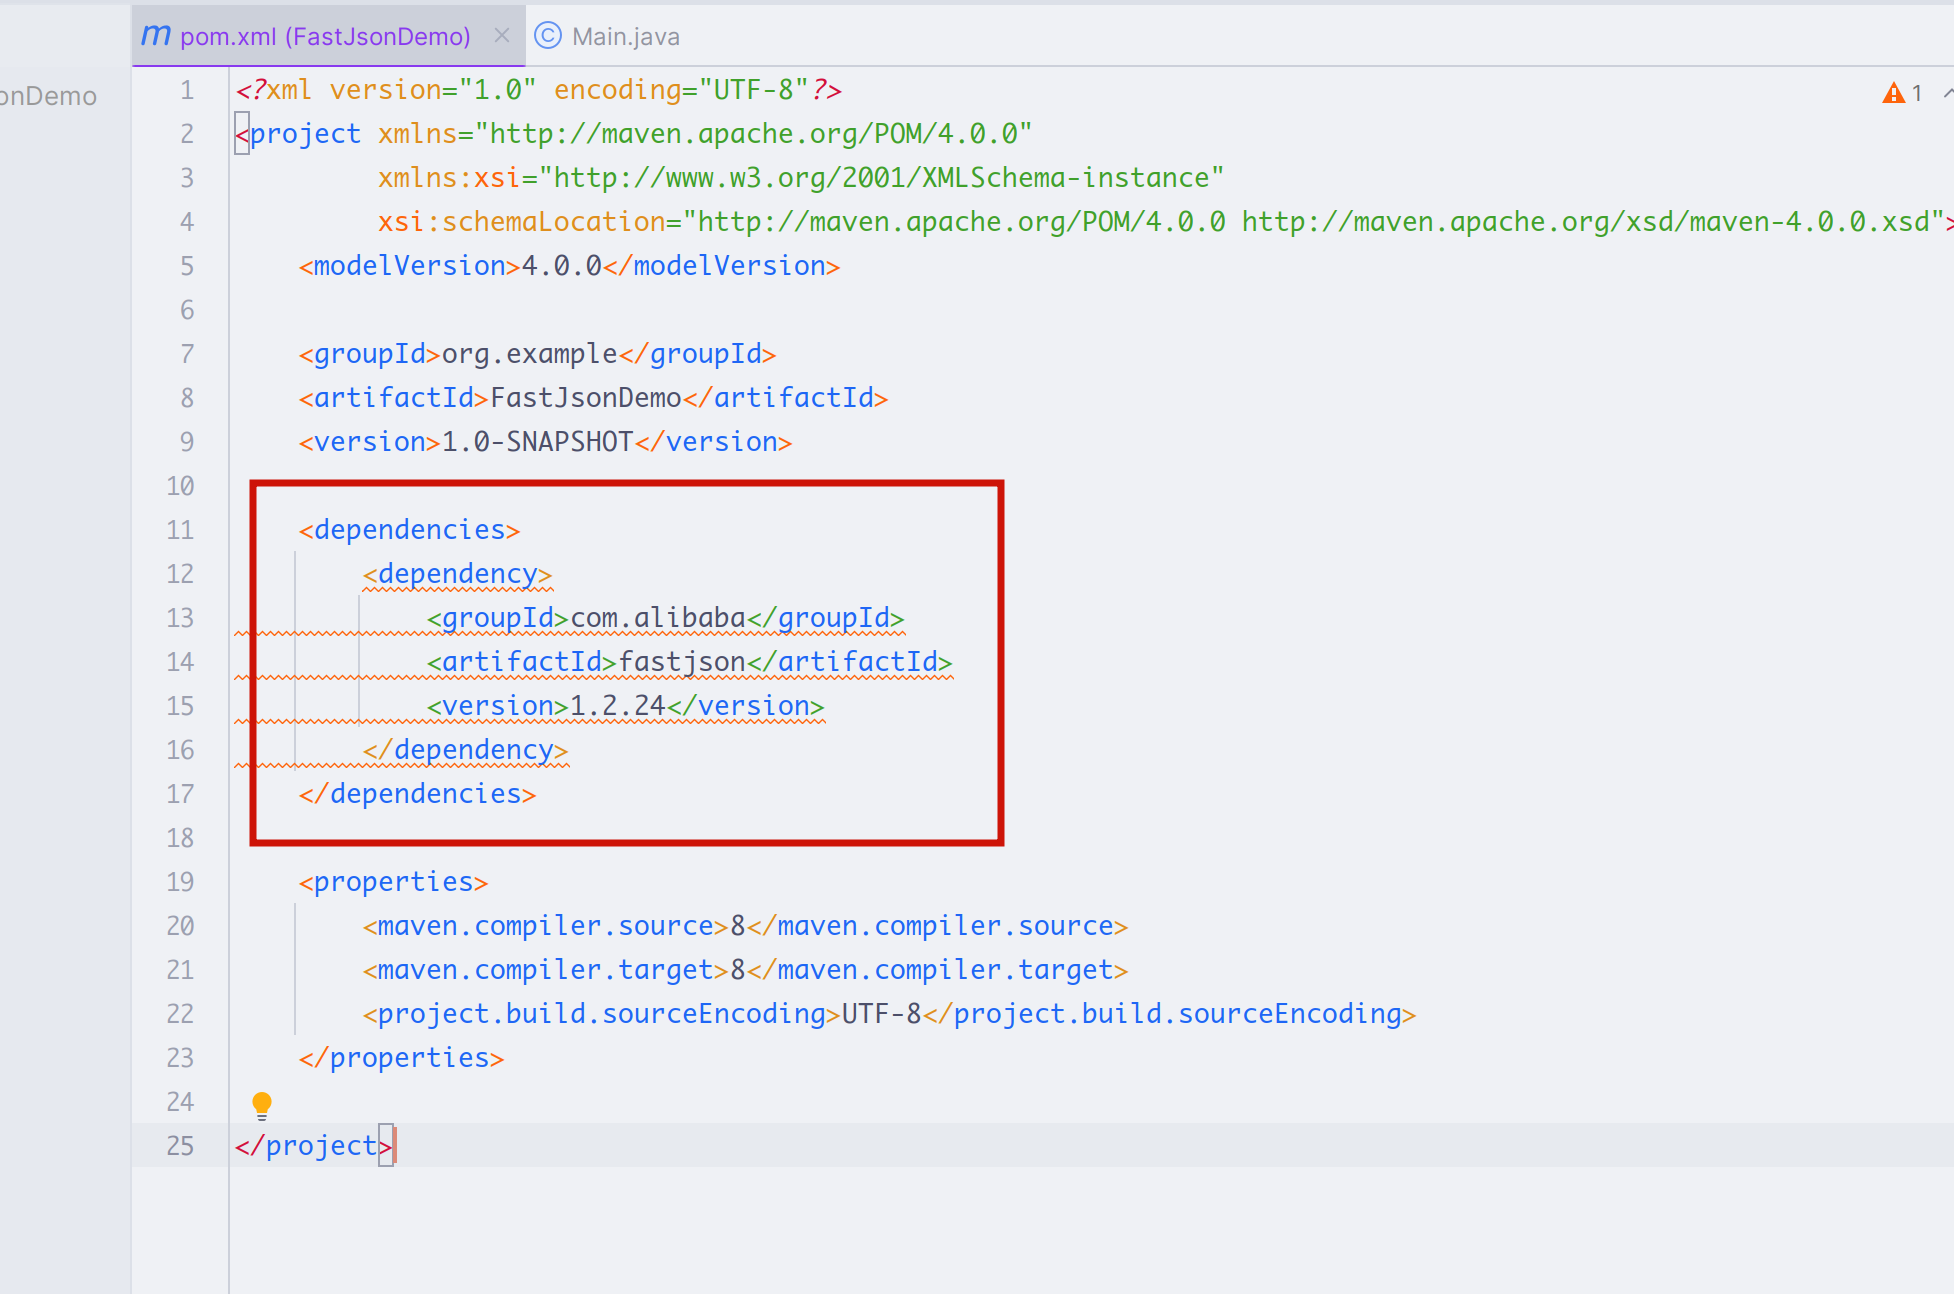 m pom.xml (FastJsonDemo) × © Main.java
onDemo
1 <?xml version="1.0" encoding="UTF-8"?>
1
2 <project xmlns="http://maven.apache.org/POM/4.0.0"
3 xmlns:xsi="http://www.w3.org/2001/XMLSchema-instance"
4 xsi:schemaLocation="http://maven.apache.org/POM/4.0.0 http://maven.apache.org/xsd/maven-4.0.0.xsd">
5 <modelVersion>4.0.0</modelVersion>
6
7 <groupId>org.example</groupId>
8 <artifactId>FastJsonDemo</artifactId>
9 <version>1.0-SNAPSHOT</version>
10
11 <dependencies>
12 <dependency>
13 <groupId>com.alibaba</groupId>
14 <artifactId>fastjson</artifactId>
15 <version>1.2.24</version>
16 </dependency>
17 </dependencies>
18
19 <properties>
20 <maven.compiler.source>8</maven.compiler.source>
21 <maven.compiler.target>8</maven.compiler.target>
22 <project.build.sourceEncoding>UTF-8</project.build.sourceEncoding>
23 </properties>
24
25 </project>